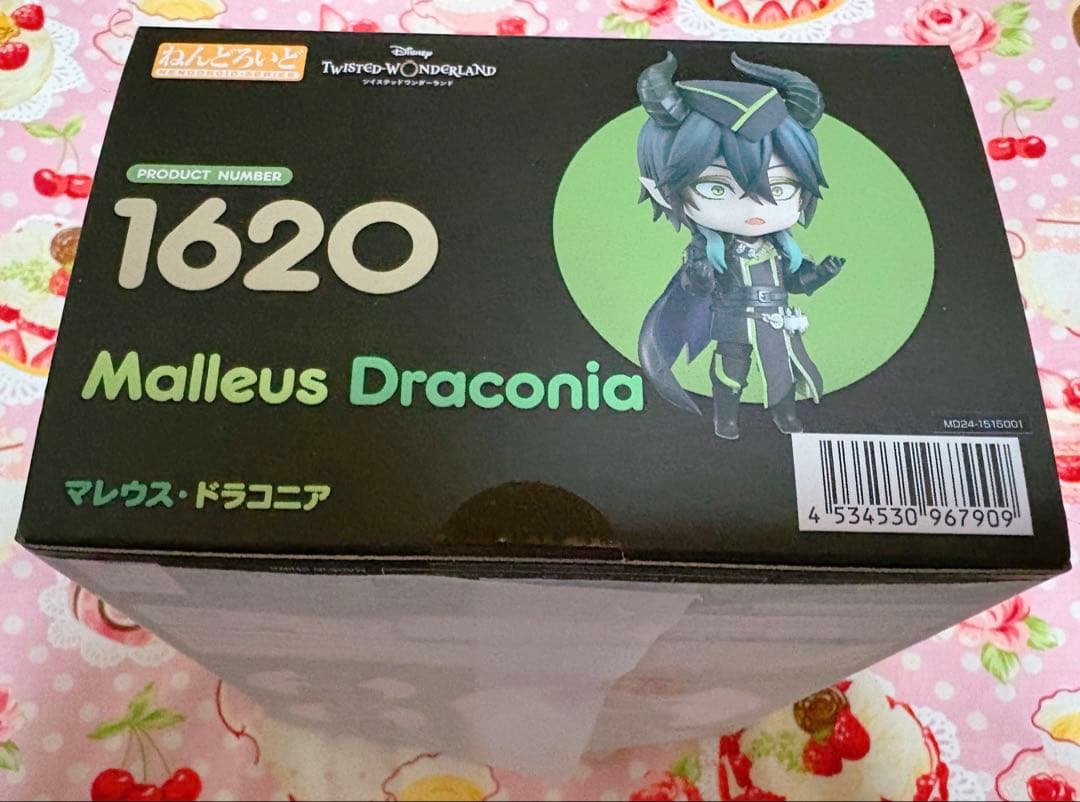 ねんどろいど
NENDOROID-SERIES
Disney
TWISTED-WONDERLAND
ツイステッドワンダーランド
PRODUCT NUMBER
1620
Malleus Draconia
マレウス・ドラコニア
MD24-1515001
4 534530 967909